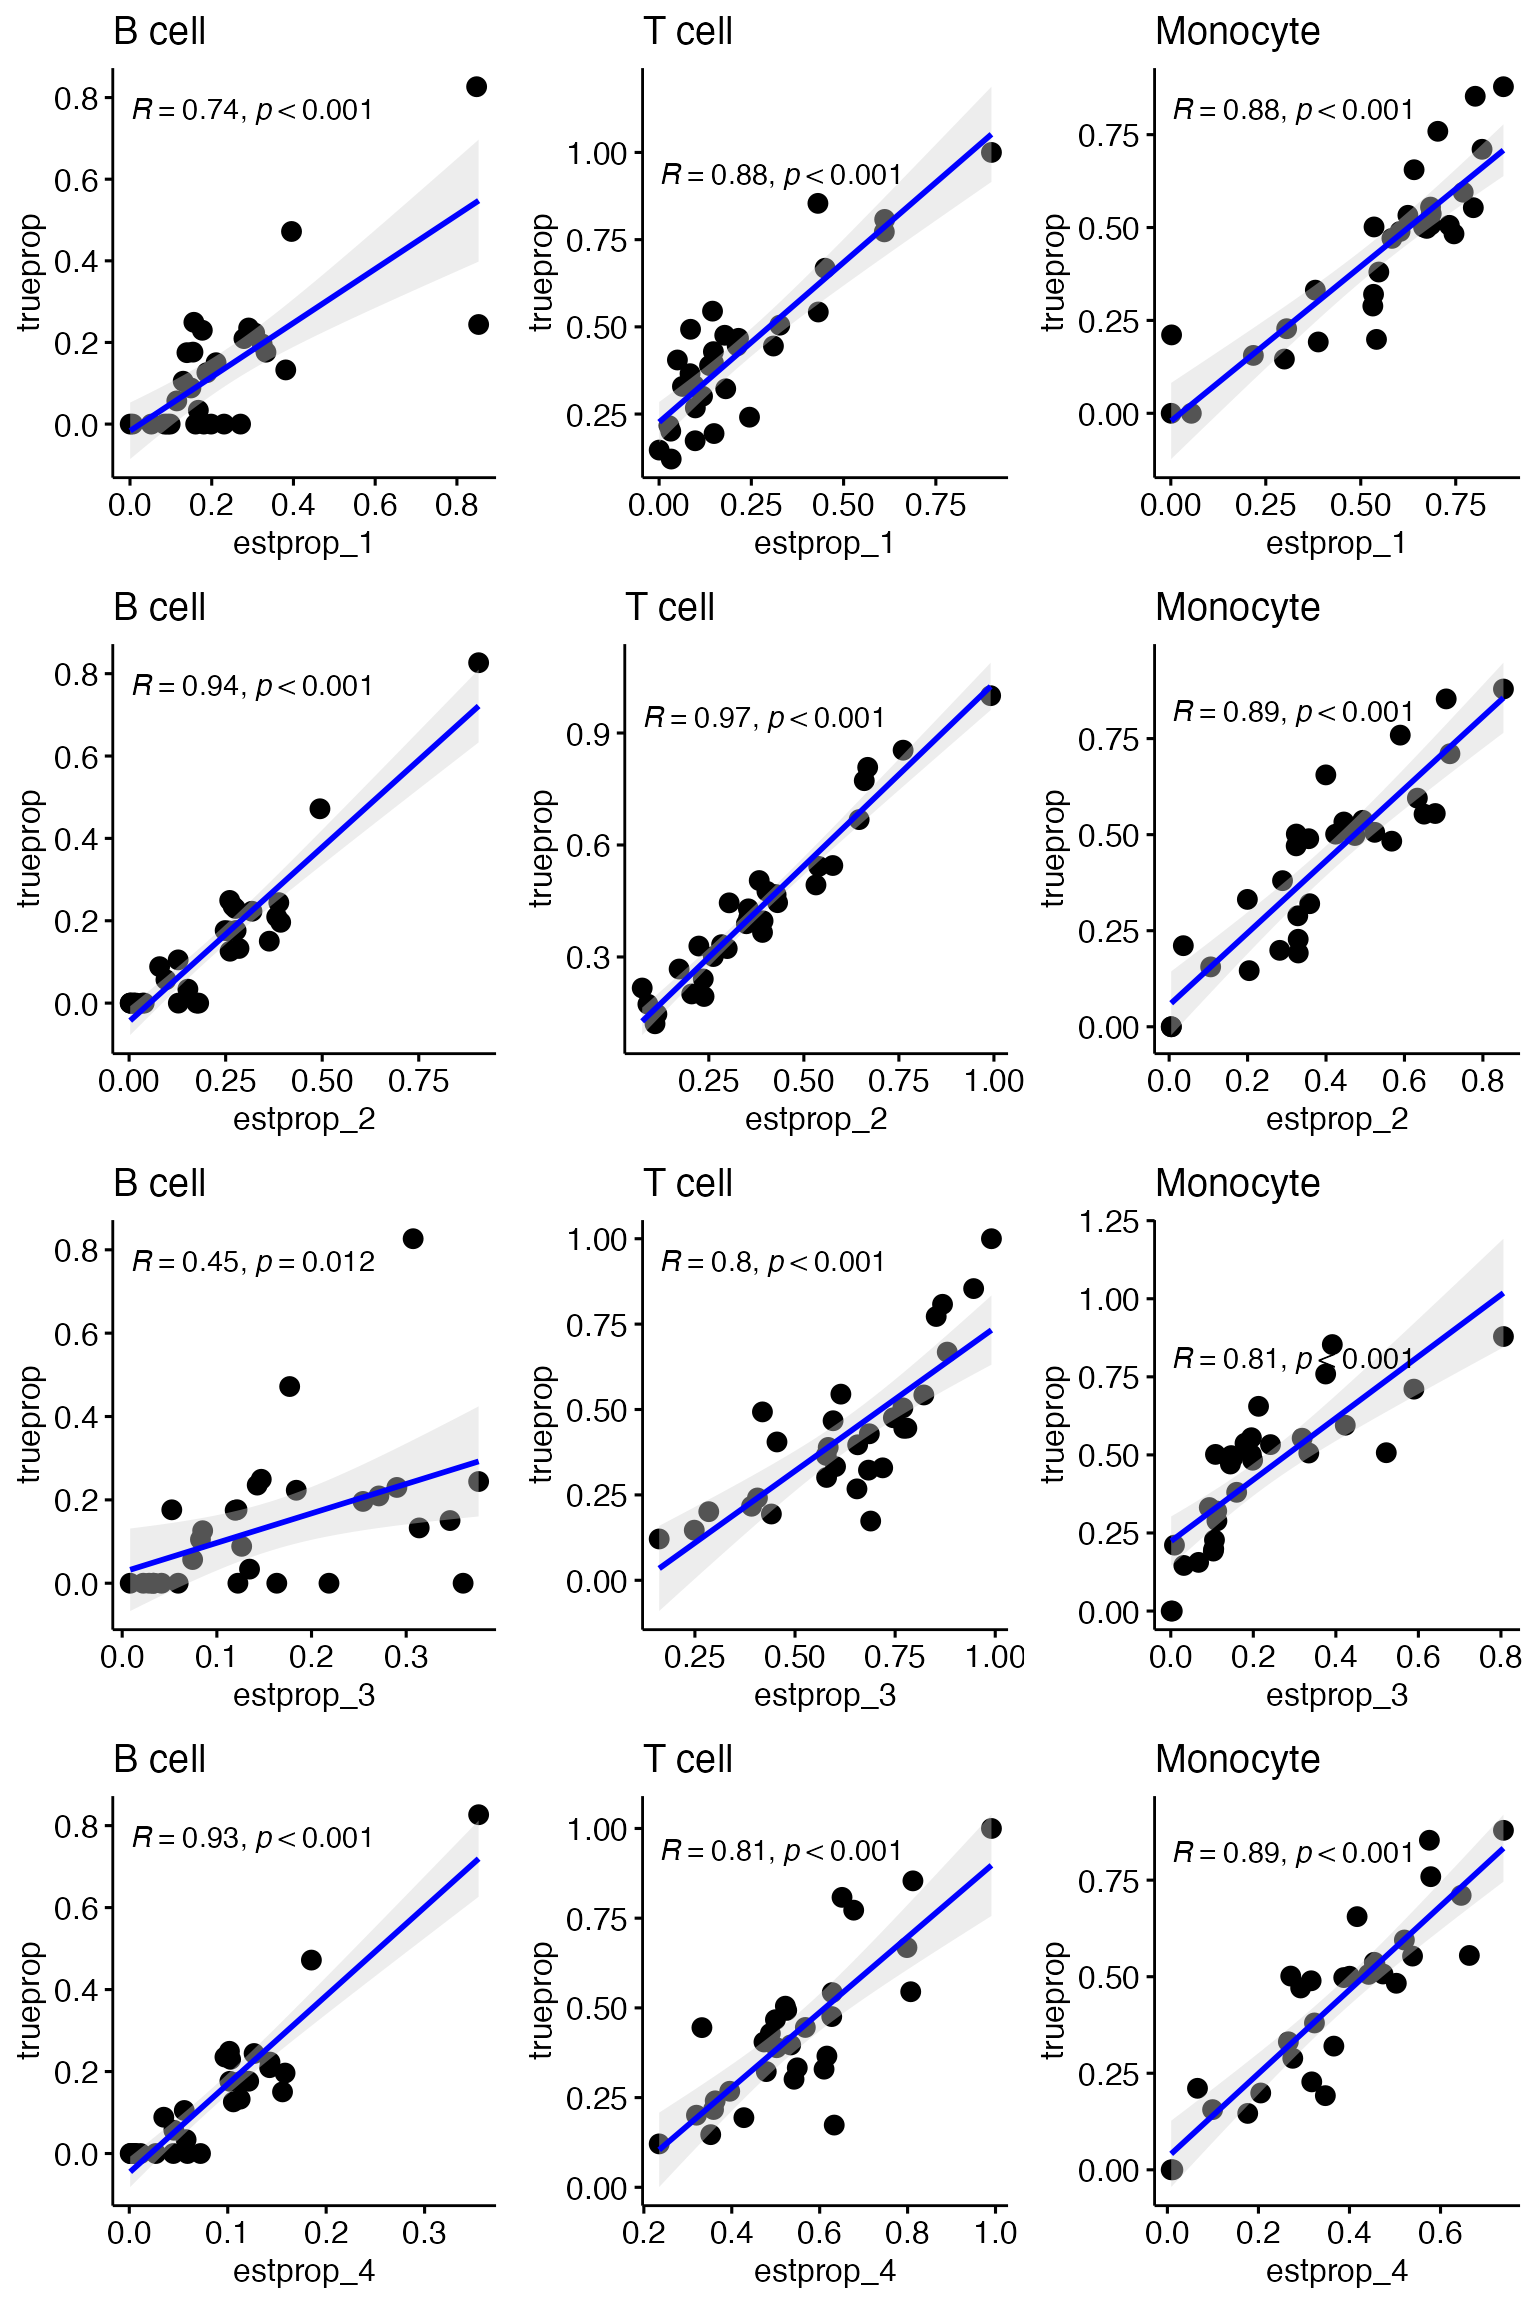 B cell
T cell
Monocyte
R = 0.74, p < 0.001
R = 0.88, p < 0.001
R = 0.88, p < 0.001
trueprop
0.8
0.6
0.4
0.2
0.0
0.0 0.2 0.4 0.6 0.8
estprop_1
trueprop
1.00
0.75
0.50
0.25
0.00 0.25 0.50 0.75
estprop_1
trueprop
0.75
0.50
0.25
0.00
0.00 0.25 0.50 0.75
estprop_1
B cell
T cell
Monocyte
R = 0.94, p < 0.001
R = 0.97, p < 0.001
R = 0.89, p < 0.001
trueprop
0.8
0.6
0.4
0.2
0.0
0.00 0.25 0.50 0.75
estprop_2
trueprop
0.9
0.6
0.3
0.25 0.50 0.75 1.00
estprop_2
trueprop
0.75
0.50
0.25
0.00
0.0 0.2 0.4 0.6 0.8
estprop_2
B cell
T cell
Monocyte
R = 0.45, p = 0.012
R = 0.8, p < 0.001
R = 0.81, p < 0.001
trueprop
0.8
0.6
0.4
0.2
0.0
0.0 0.1 0.2 0.3
estprop_3
trueprop
1.00
0.75
0.50
0.25
0.00
0.25 0.50 0.75 1.00
estprop_3
trueprop
1.25
1.00
0.75
0.50
0.25
0.00
0.0 0.2 0.4 0.6 0.8
estprop_3
B cell
T cell
Monocyte
R = 0.93, p < 0.001
R = 0.81, p < 0.001
R = 0.89, p < 0.001
trueprop
0.8
0.6
0.4
0.2
0.0
0.0 0.1 0.2 0.3
estprop_4
trueprop
1.00
0.75
0.50
0.25
0.00
0.2 0.4 0.6 0.8 1.0
estprop_4
trueprop
0.75
0.50
0.25
0.00
0.0 0.2 0.4 0.6
estprop_4